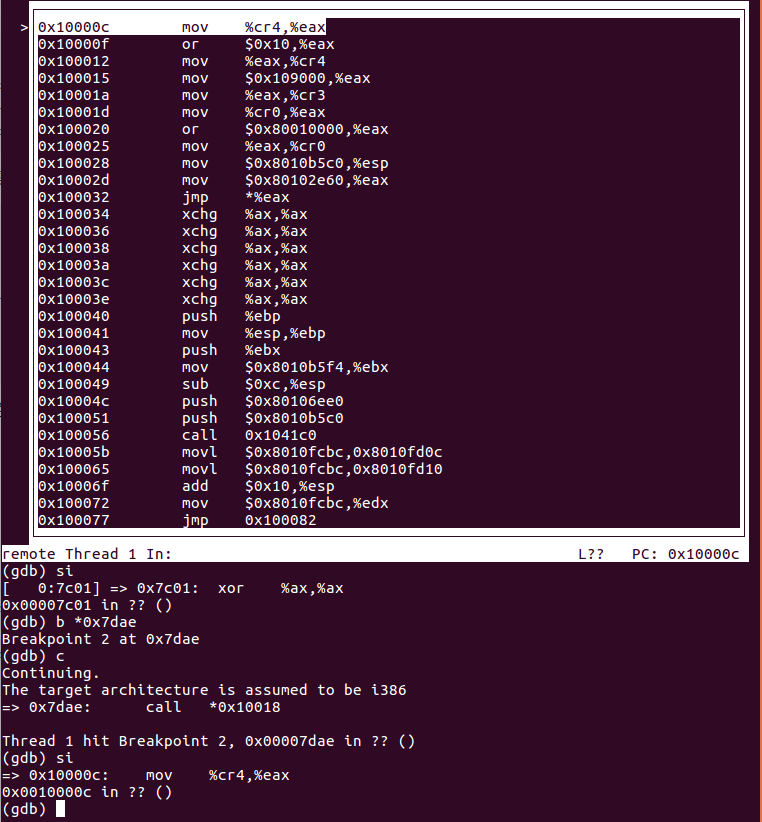 > 0x10000c mov %cr4,%eax
0x10000f or $0x10,%eax
0x100012 mov %eax,%cr4
0x100015 mov $0x109000,%eax
0x10001a mov %eax,%cr3
0x10001d mov %cr0,%eax
0x100020 or $0x80010000,%eax
0x100025 mov %eax,%cr0
0x100028 mov $0x8010b5c0,%esp
0x10002d mov $0x80102e60,%eax
0x100032 jmp *%eax
0x100034 xchg %ax,%ax
0x100036 xchg %ax,%ax
0x100038 xchg %ax,%ax
0x10003a xchg %ax,%ax
0x10003c xchg %ax,%ax
0x10003e xchg %ax,%ax
0x100040 push %ebp
0x100041 mov %esp,%ebp
0x100043 push %ebx
0x100044 mov $0x8010b5f4,%ebx
0x100049 sub $0xc,%esp
0x10004c push $0x80106ee0
0x100051 push $0x8010b5c0
0x100056 call 0x1041c0
0x10005b movl $0x8010fcbc,0x8010fd0c
0x100065 movl $0x8010fcbc,0x8010fd10
0x10006f add $0x10,%esp
0x100072 mov $0x8010fcbc,%edx
0x100077 jmp 0x100082
remote Thread 1 In: L?? PC: 0x10000c
(gdb) si
[ 0:7c01] => 0x7c01: xor %ax,%ax
0x00007c01 in ?? ()
(gdb) b *0x7dae
Breakpoint 2 at 0x7dae
(gdb) c
Continuing.
The target architecture is assumed to be i386
=> 0x7dae: call *0x10018
Thread 1 hit Breakpoint 2, 0x00007dae in ?? ()
(gdb) si
=> 0x10000c: mov %cr4,%eax
0x0010000c in ?? ()
(gdb)